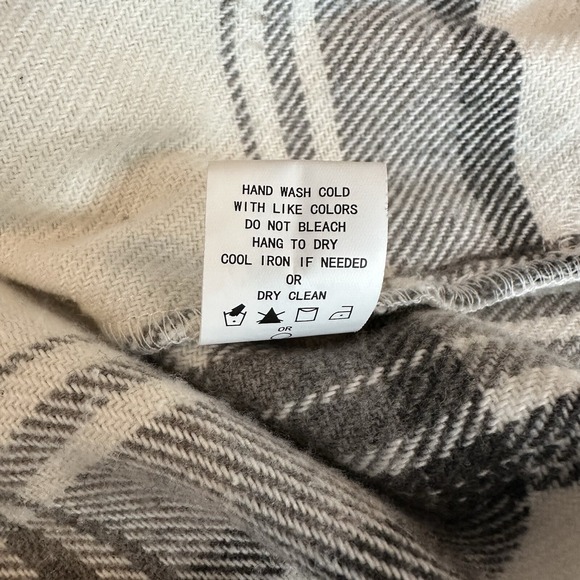 HAND WASH COLD
WITH LIKE COLORS
DO NOT BLEACH
HANG TO DRY
COOL IRON IF NEEDED
OR
DRY CLEAN
OR